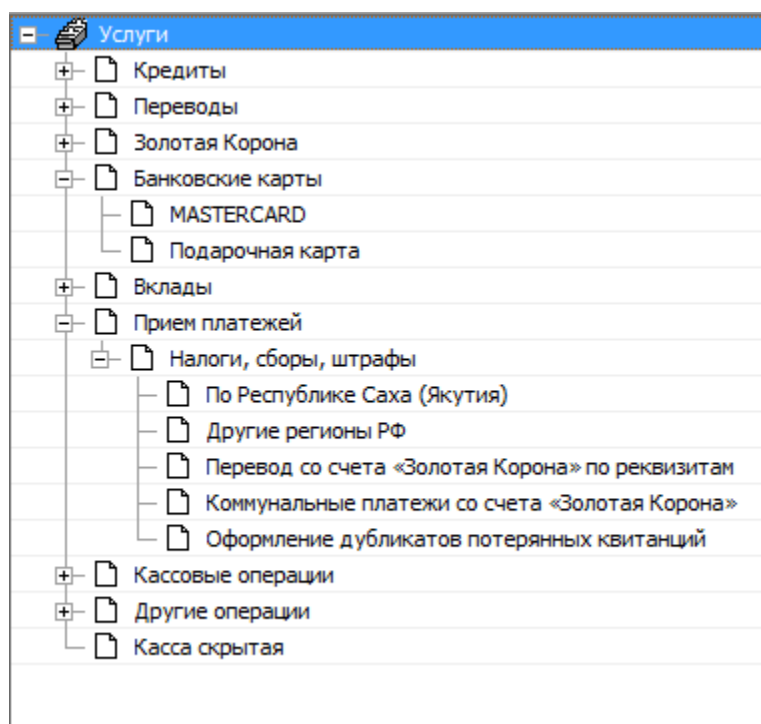 Услуги
Кредиты
Переводы
Золотая Корона
Банковские карты
MASTERCARD
Подарочная карта
Вклады
Прием платежей
Налоги, сборы, штрафы
По Республике Саха (Якутия)
Другие регионы РФ
Перевод со счета «Золотая Корона» по реквизитам
Коммунальные платежи со счета «Золотая Корона»
Оформление дубликатов потерянных квитанций
Кассовые операции
Другие операции
Касса скрытая